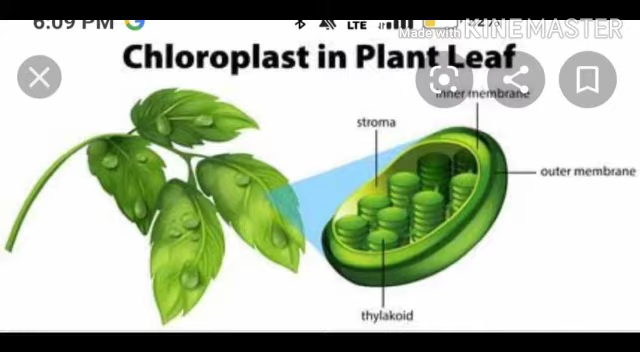 6:09 PM
LTE
Made with KINEMASTER
Chloroplast in Plant Leaf
inner membrane
stroma
outer membrane
thylakoid